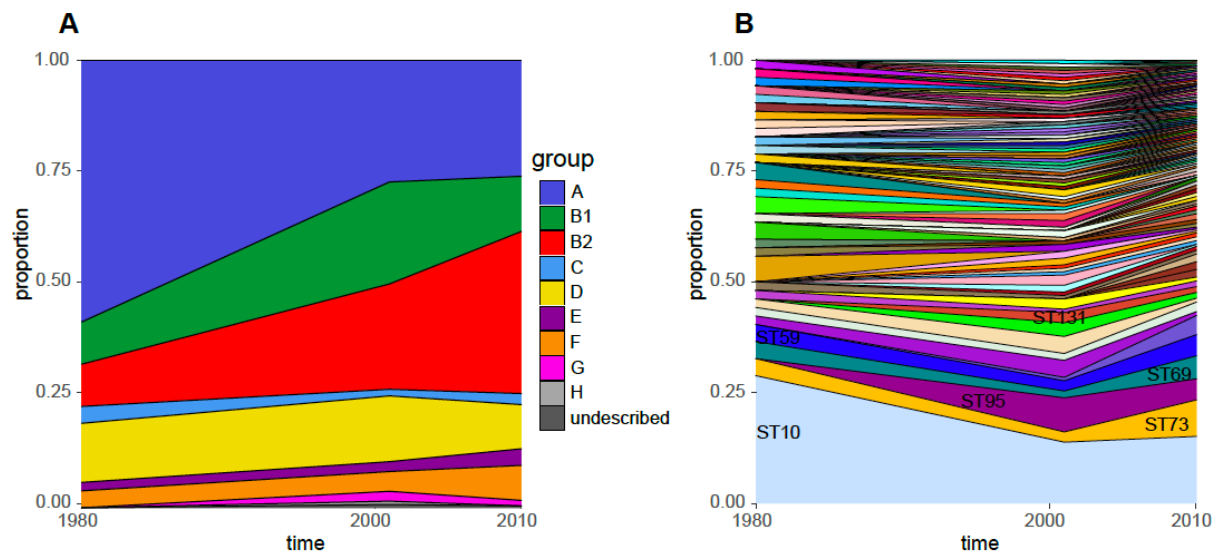 A
1.00
0.75
0.50
0.25
0.00
proportion
1980
2000
2010
time
group
A
B1
B2
C
D
E
F
G
H
undescribed
B
1.00
0.75
0.50
0.25
0.00
proportion
ST131
ST59
ST69
ST95
ST73
ST10
1980
2000
2010
time